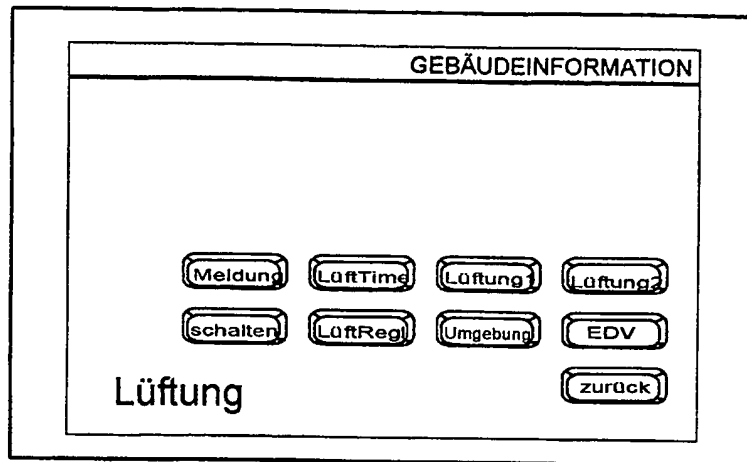 GEBÄUDEINFORMATION
Meldung LüftTime Lüftung1 Lüftung2
schalten LüftRegl Umgebung EDV
Lüftung zurück